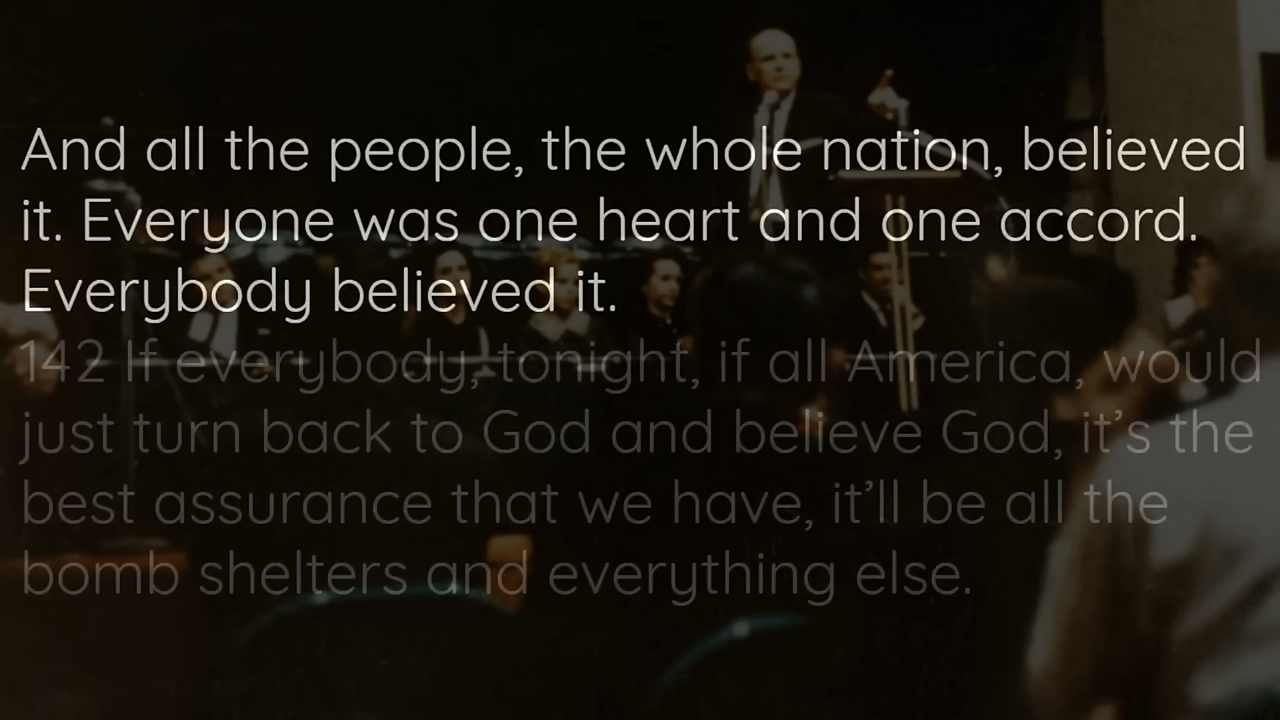 And all the people, the whole nation, believed
it. Everyone was one heart and one accord.
Everybody believed it.
142 If everybody, tonight, if all America, would
just turn back to God and believe God, it’s the
best assurance that we have, it’ll be all the
bomb shelters and everything else.